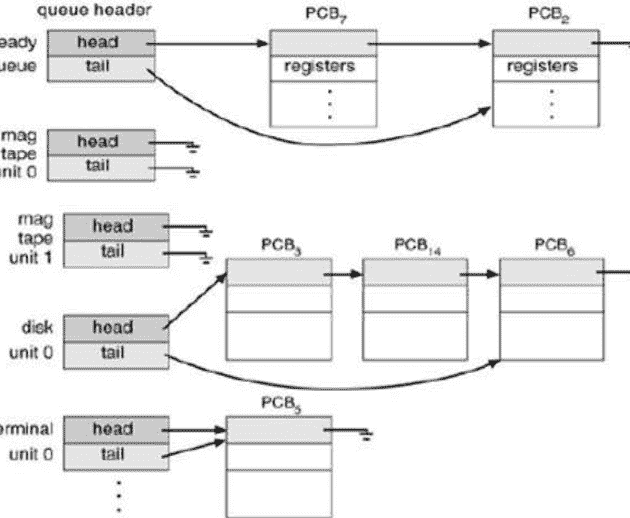 queue header
PCB7
PCB2
eady
head
ueue
tail
registers
registers
mag
head
tape
tail
nit 0
mag
head
tape
tail
unit 1
PCB3
PCB14
PCB6
disk
head
unit 0
tail
PCB5
erminal
head
unit 0
tail